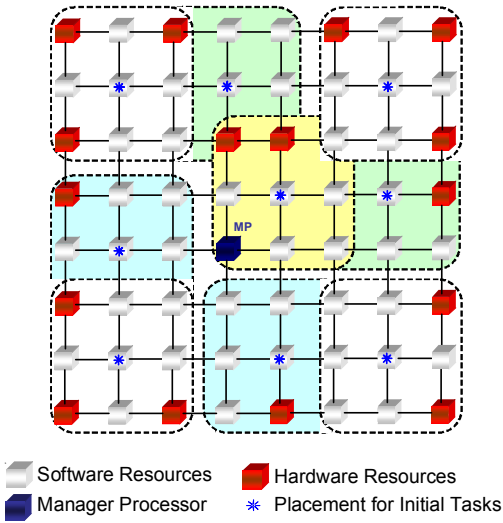 MP
Software Resources
Hardware Resources
Manager Processor
Placement for Initial Tasks